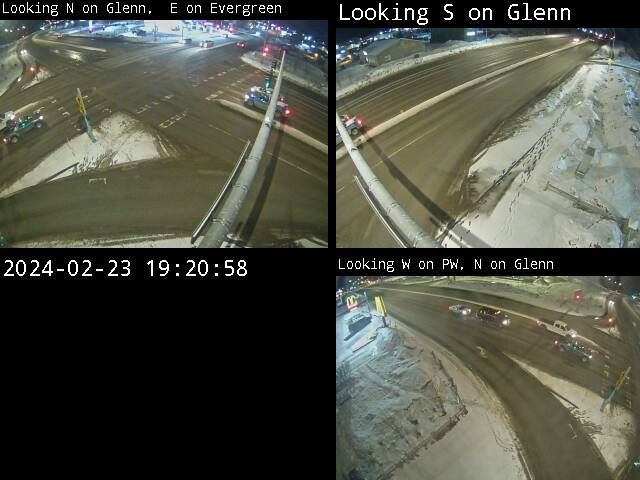 Looking N on Glenn, E on Evergreen
Looking S on Glenn
2024-02-23 19:20:58
Looking W on PW, N on Glenn